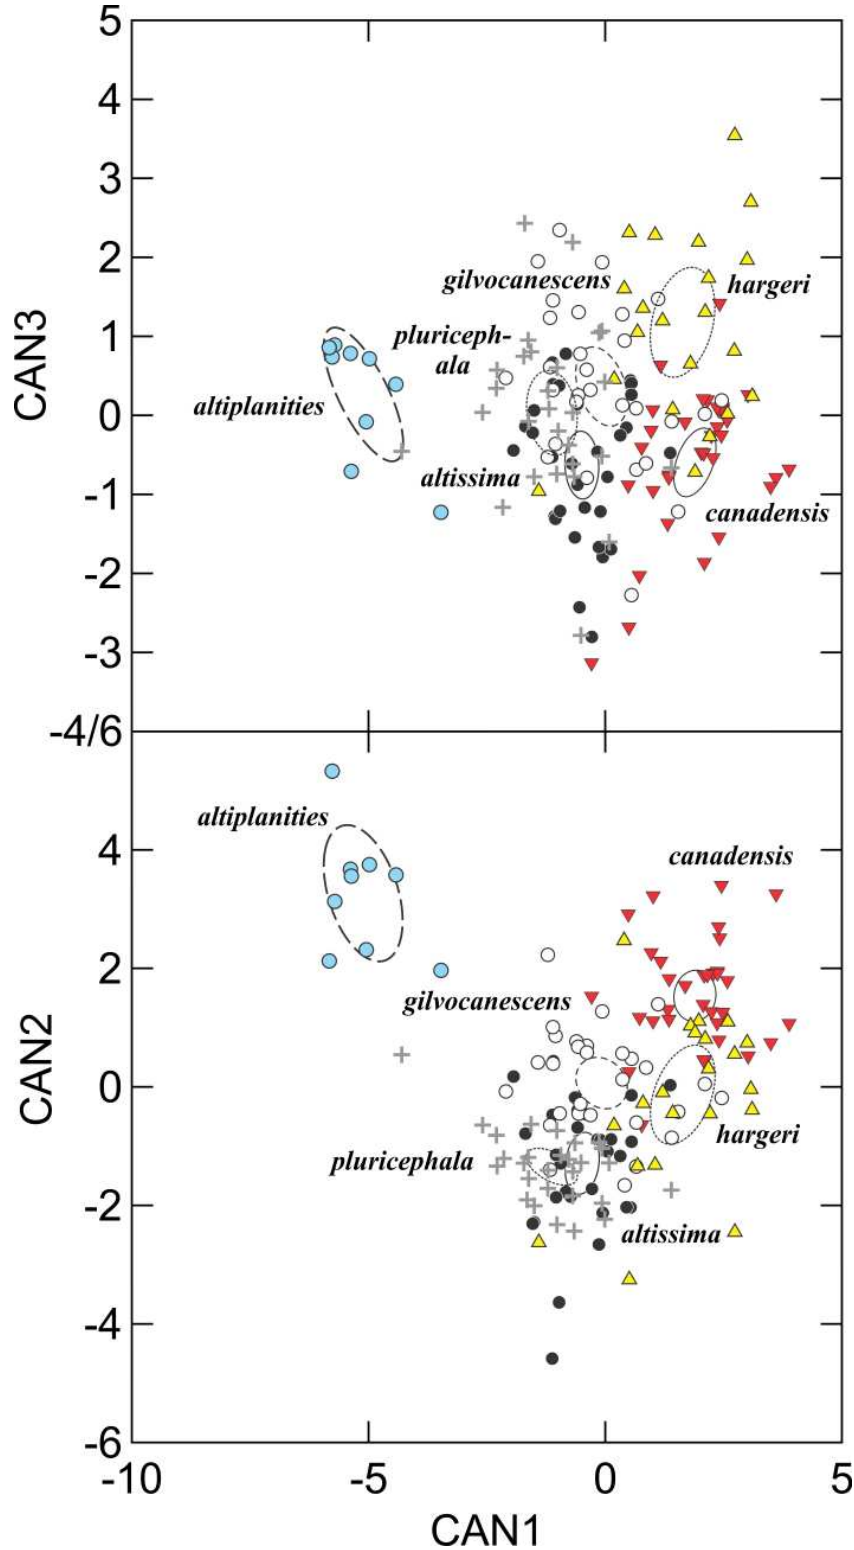 5
4
3
2
1
0
-1
-2
-3
-4/6
CAN3
gilvocanescens
hargeri
pluriceph-
ala
altiplanities
altissima
canadensis
4
2
0
-2
-4
-6
CAN2
altiplanities
canadensis
gilvocanescens
hargeri
pluricephala
altissima
-10
-5
0
5
CAN1